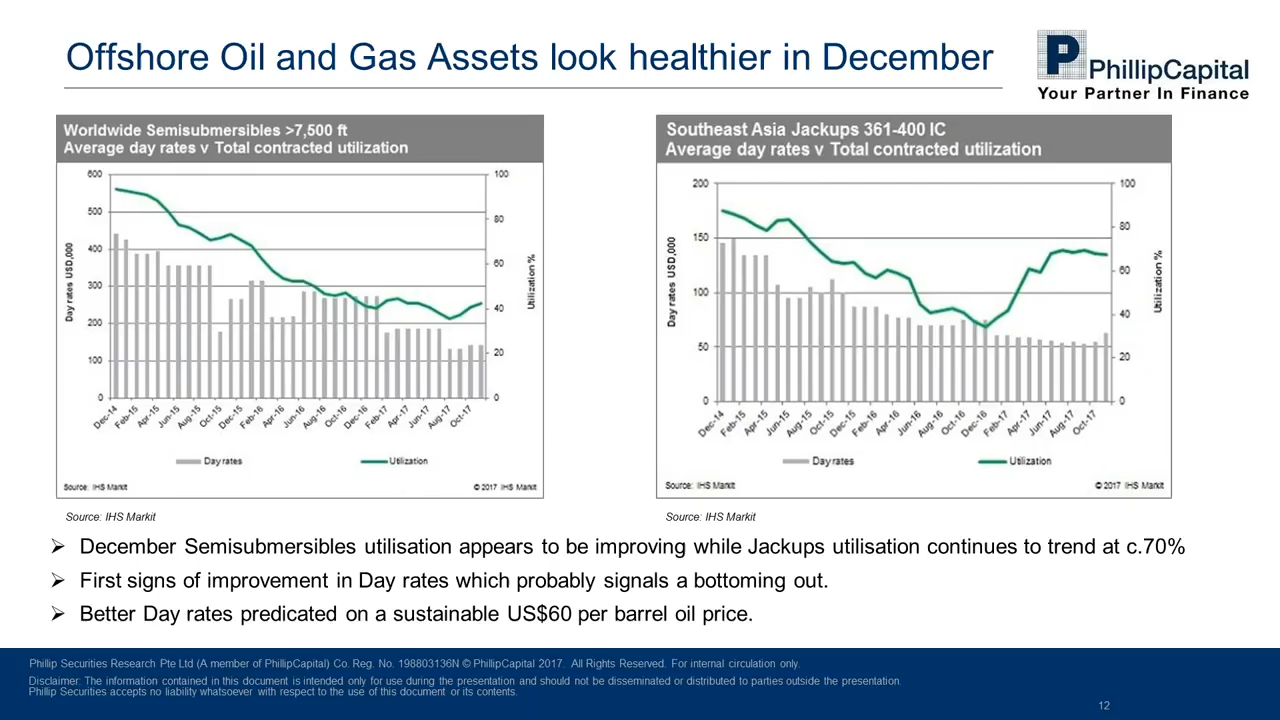 Offshore Oil and Gas Assets look healthier in December
P
PhillipCapital
Your Partner In Finance
Worldwide Semisubmersibles >7,500 ft
Average day rates v Total contracted utilization
600
500
400
300
200
100
0
Day rates USD,000
100
80
60
40
20
0
Utilization %
Dec-14
Feb-15
Apr-15
Jun-15
Aug-15
Oct-15
Dec-15
Feb-16
Apr-16
Jun-16
Aug-16
Oct-16
Dec-16
Feb-17
Apr-17
Jun-17
Aug-17
Oct-17
Day rates
Utilization
Source: IHS Markit
© 2017 IHS Markit
Southeast Asia Jackups 361-400 IC
Average day rates v Total contracted utilization
200
150
100
50
0
Day rates USD,000
100
80
60
40
20
0
Utilization %
Dec-14
Feb-15
Apr-15
Jun-15
Aug-15
Oct-15
Dec-15
Feb-16
Apr-16
Jun-16
Aug-16
Oct-16
Dec-16
Feb-17
Apr-17
Jun-17
Aug-17
Oct-17
Day rates
Utilization
Source: IHS Markit
© 2017 IHS Markit
Source: IHS Markit
Source: IHS Markit
➢ December Semisubmersibles utilisation appears to be improving while Jackups utilisation continues to trend at c.70%
➢ First signs of improvement in Day rates which probably signals a bottoming out.
➢ Better Day rates predicated on a sustainable US$60 per barrel oil price.
Phillip Securities Research Pte Ltd (A member of PhillipCapital) Co. Reg. No. 198803136N © PhillipCapital 2017. All Rights Reserved. For internal circulation only.
Disclaimer: The information contained in this document is intended only for use during the presentation and should not be disseminated or distributed to parties outside the presentation.
Phillip Securities accepts no liability whatsoever with respect to the use of this document or its contents.
12